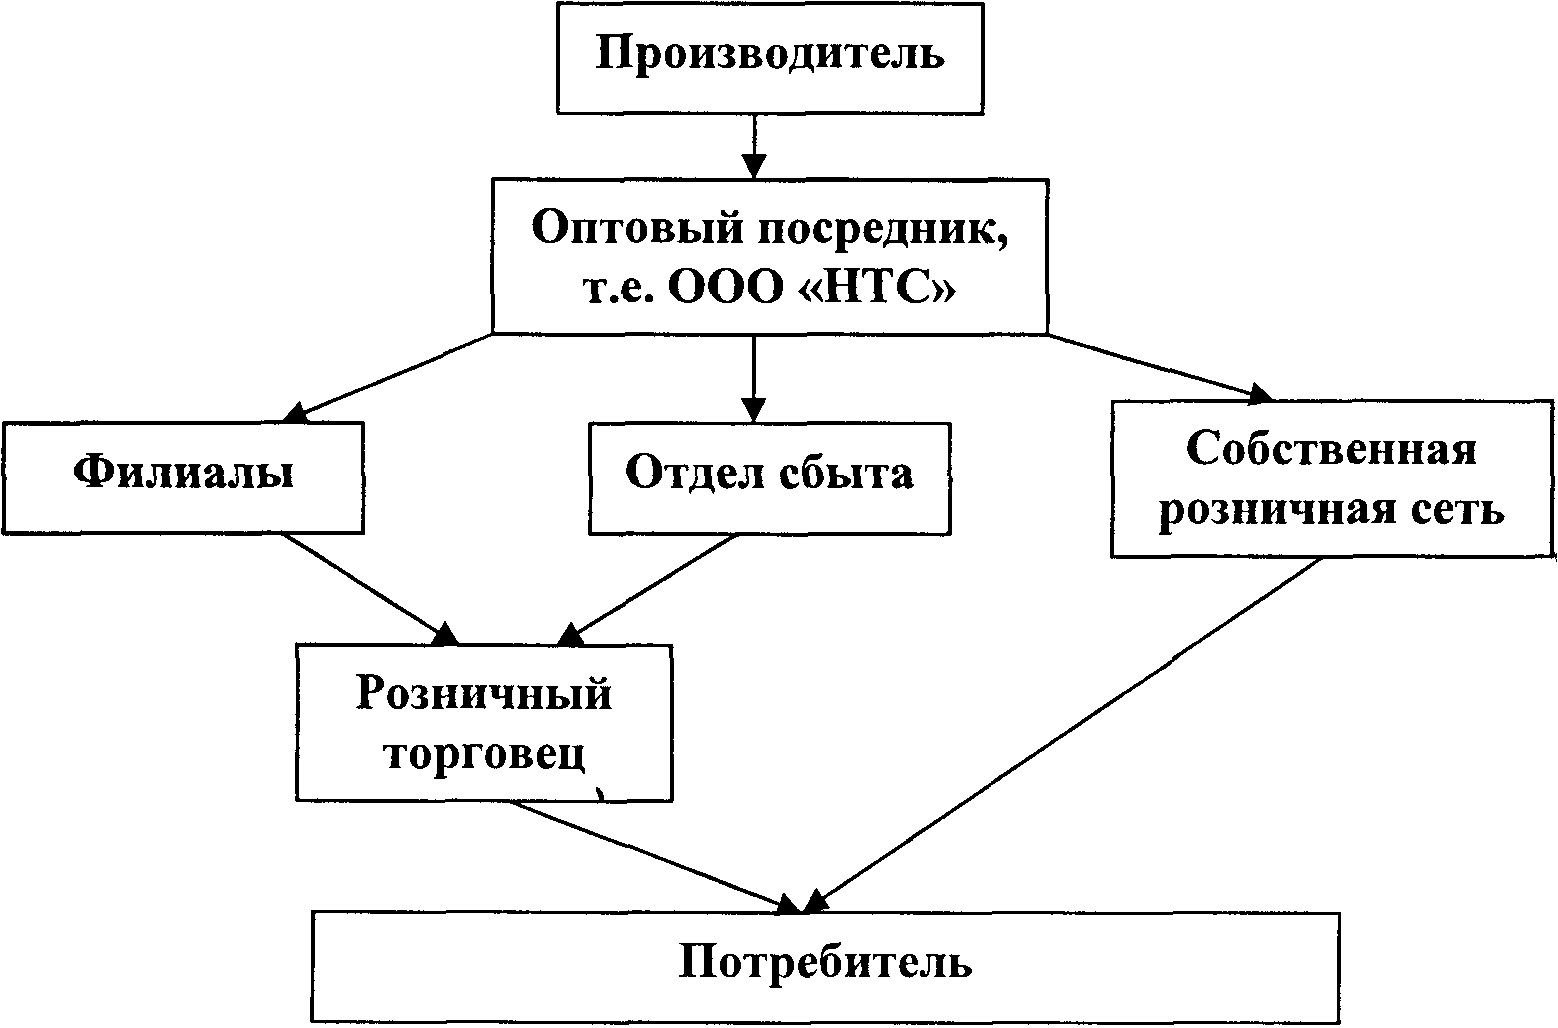 Производитель
Оптовый посредник,
т.е. ООО «НТС»
Филиалы
Отдел сбыта
Собственная
розничная сеть
Розничный
торговец
Потребитель